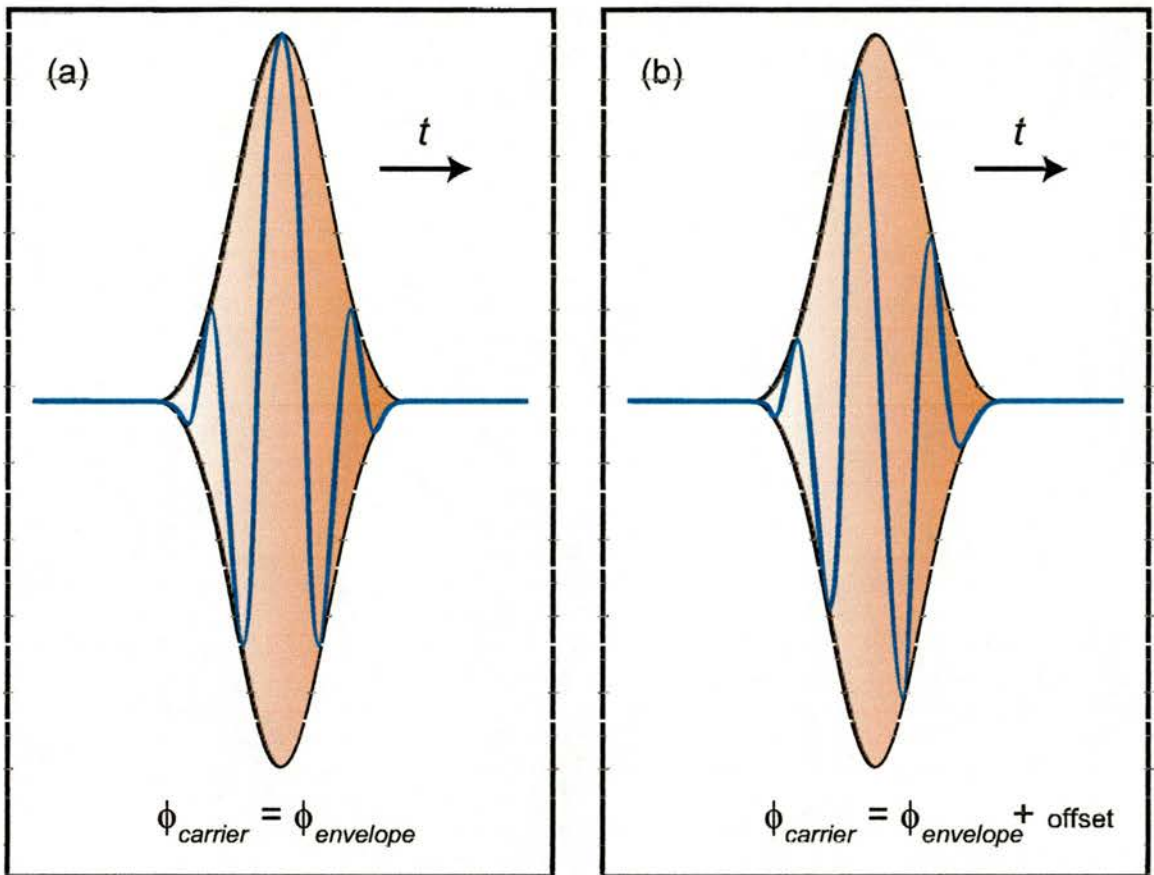 (a)
t
ϕcarrier = ϕenvelope
(b)
t
ϕcarrier = ϕenvelope + offset